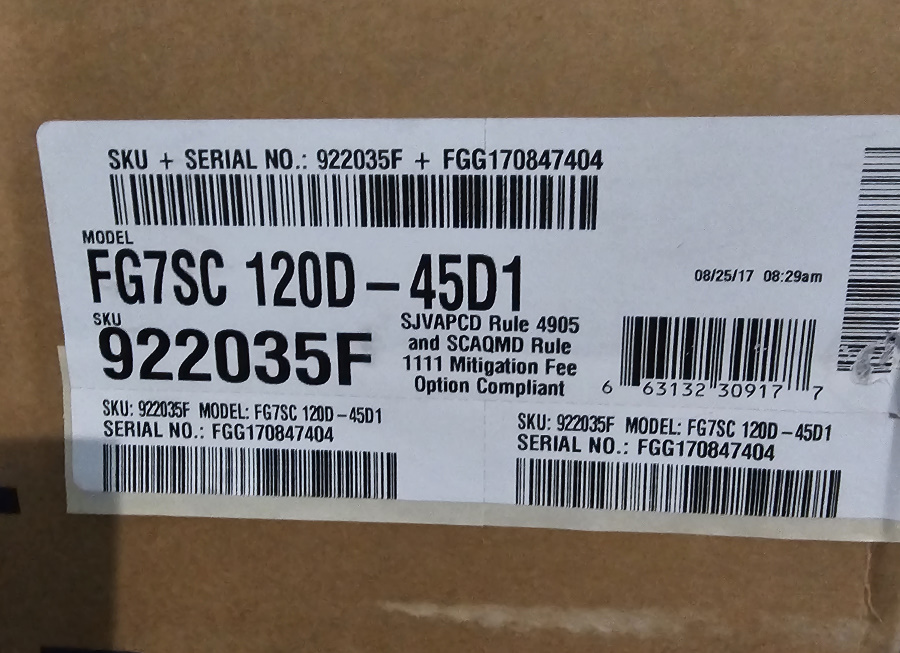 SKU + SERIAL NO.: 922035F + FGG170847404
MODEL
FG7SC 120D-45D1
08/25/17 08:29am
SKU
922035F
SJVAPCD Rule 4905
and SCAQMD Rule
1111 Mitigation Fee
Option Compliant
6 63132 30917 7
SKU: 922035F MODEL: FG7SC 120D-45D1
SERIAL NO.: FGG170847404
SKU: 922035F MODEL: FG7SC 120D-45D1
SERIAL NO.: FGG170847404